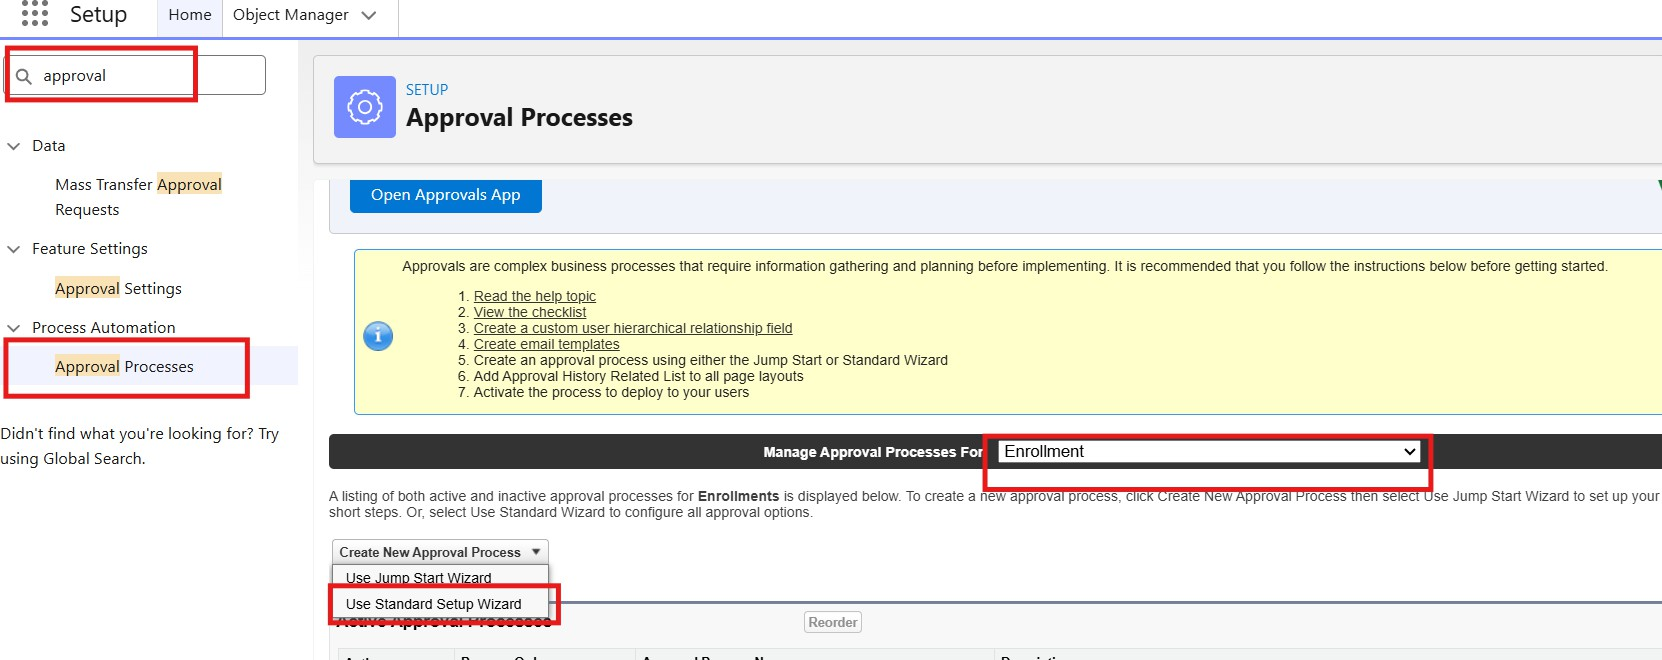 Setup
Home
Object Manager
approval
Data
Mass Transfer Approval
Requests
Feature Settings
Approval Settings
Process Automation
Approval Processes
Didn't find what you're looking for? Try
using Global Search.
SETUP
Approval Processes
Open Approvals App
Approvals are complex business processes that require information gathering and planning before implementing. It is recommended that you follow the instructions below before getting started.
1. Read the help topic
2. View the checklist
3. Create a custom user hierarchical relationship field
4. Create email templates
5. Create an approval process using either the Jump Start or Standard Wizard
6. Add Approval History Related List to all page layouts
7. Activate the process to deploy to your users
Manage Approval Processes For
Enrollment
A listing of both active and inactive approval processes for Enrollments is displayed below. To create a new approval process, click Create New Approval Process then select Use Jump Start Wizard to set up your
short steps. Or, select Use Standard Wizard to configure all approval options.
Create New Approval Process
Use Jump Start Wizard
Use Standard Setup Wizard
Active Approval Processes
Reorder